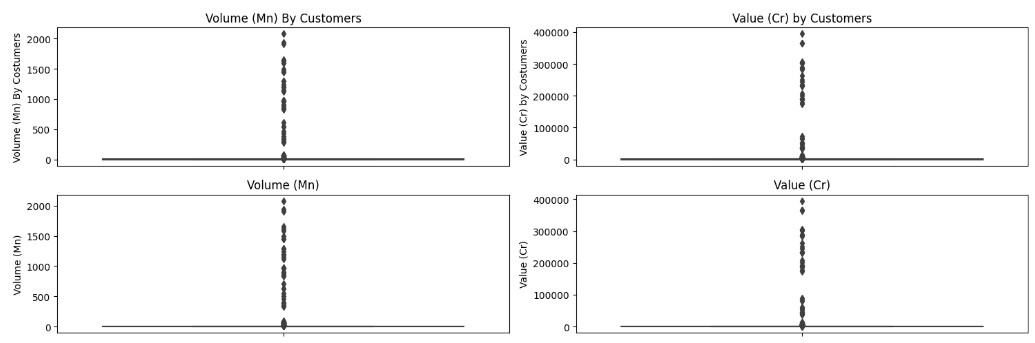 Volume (Mn) By Customers
Volume (Mn) By Costumers
2000
1500
1000
500
0
Value (Cr) by Customers
Value (Cr) by Costumers
400000
300000
200000
100000
0
Volume (Mn)
Volume (Mn)
2000
1500
1000
500
0
Value (Cr)
Value (Cr)
400000
300000
200000
100000
0